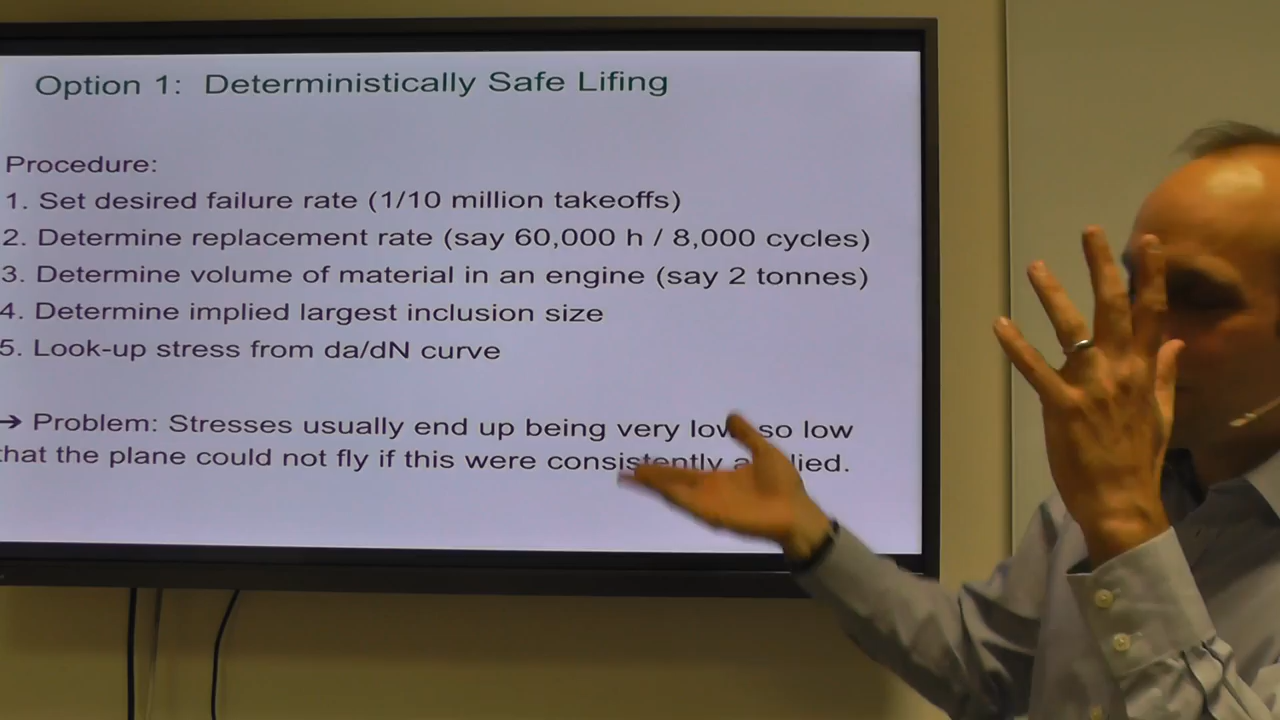 Option 1: Deterministically Safe Lifing
Procedure:
1. Set desired failure rate (1/10 million takeoffs)
2. Determine replacement rate (say 60,000 h / 8,000 cycles)
3. Determine volume of material in an engine (say 2 tonnes)
4. Determine implied largest inclusion size
5. Look-up stress from da/dN curve
→ Problem: Stresses usually end up being very low so low
that the plane could not fly if this were consistently applied.